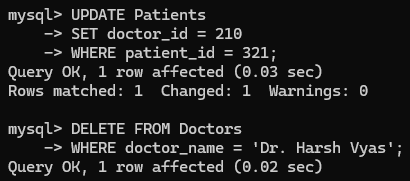 mysql> UPDATE Patients
    -> SET doctor_id = 210
    -> WHERE patient_id = 321;
Query OK, 1 row affected (0.03 sec)
Rows matched: 1  Changed: 1  Warnings: 0

mysql> DELETE FROM Doctors
    -> WHERE doctor_name = 'Dr. Harsh Vyas';
Query OK, 1 row affected (0.02 sec)